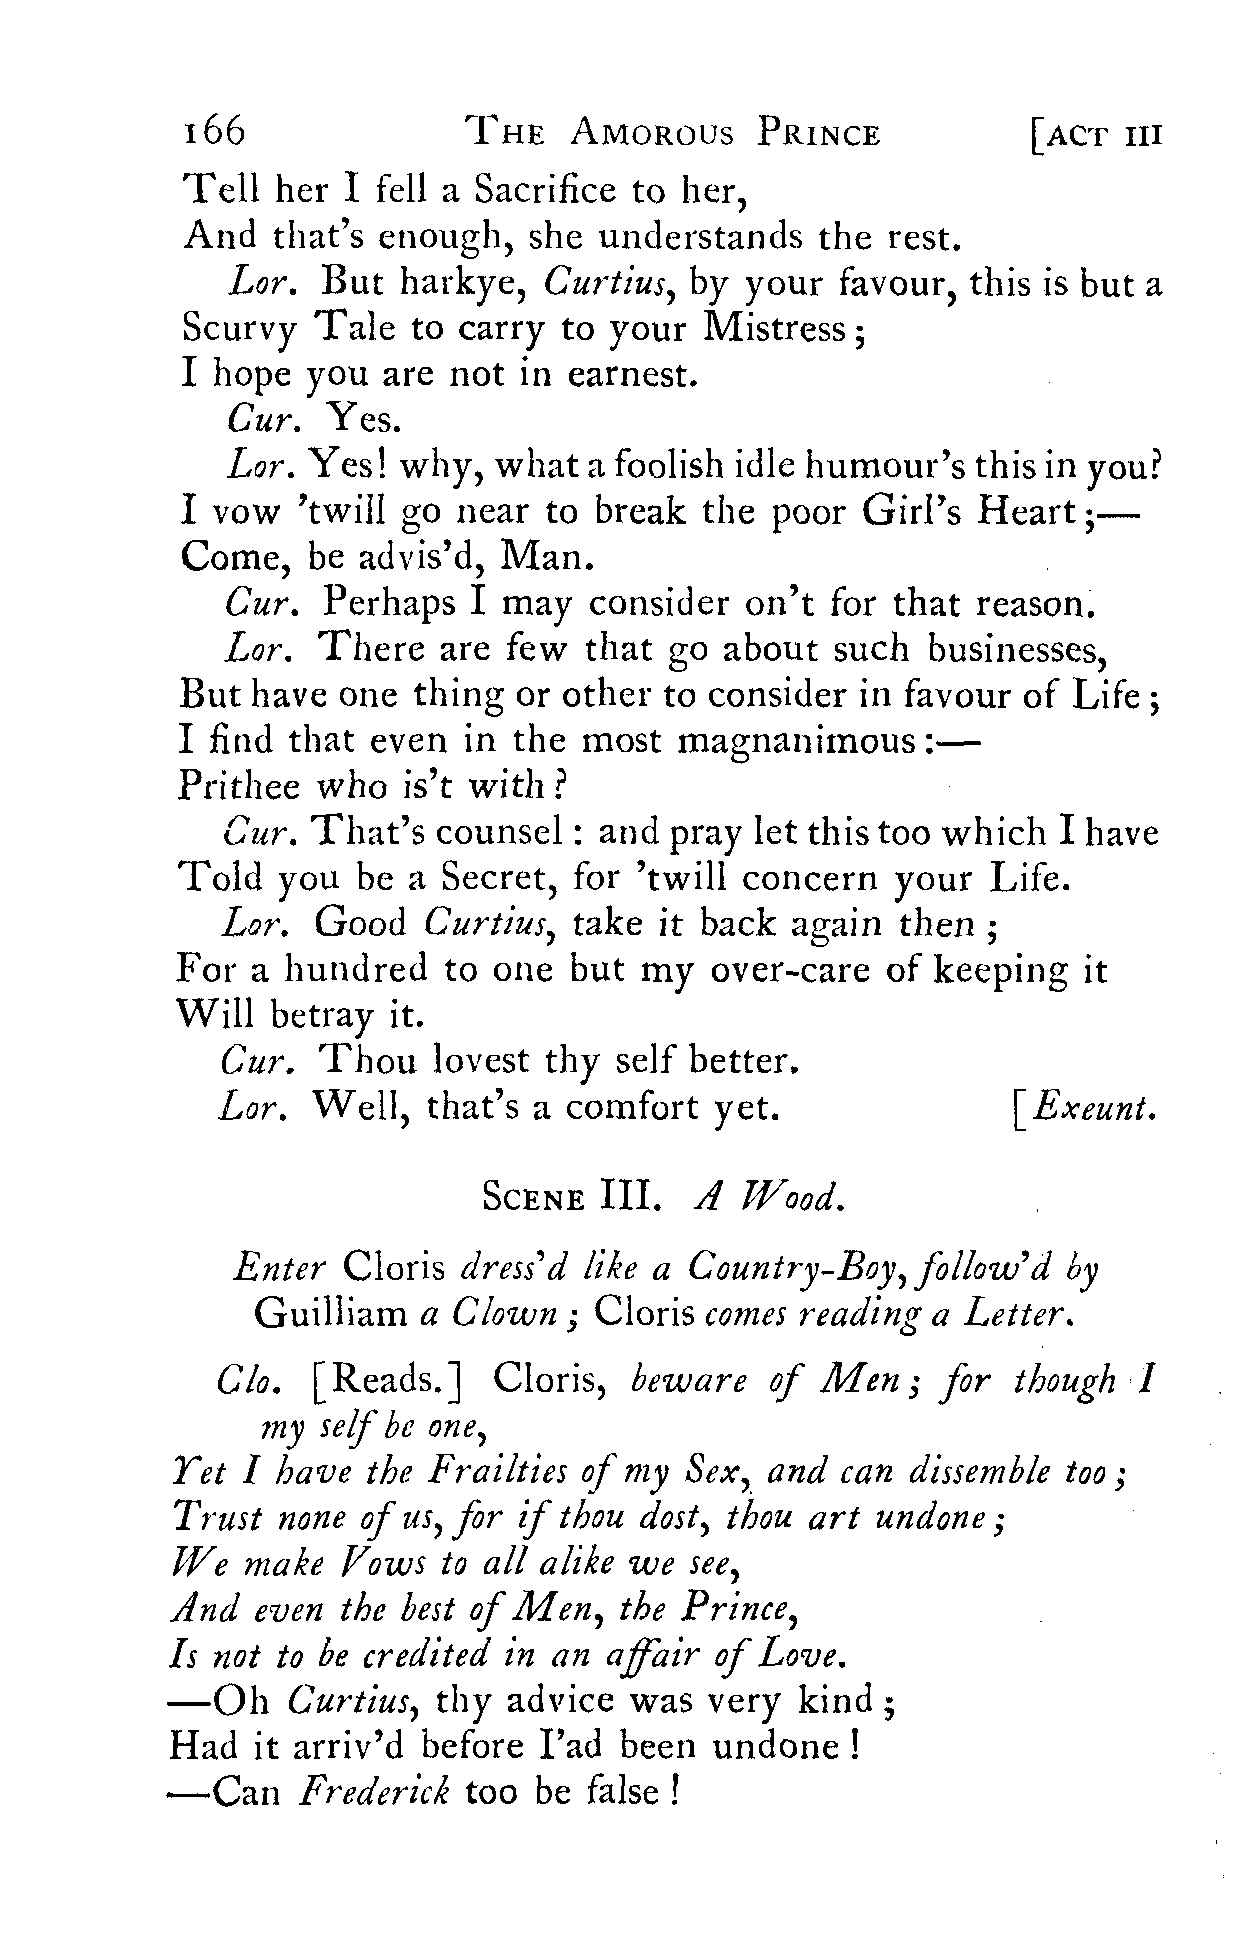 166 THE AMOROUS PRINCE [ACT III
Tell her I fell a Sacrifice to her,
And that's enough, she understands the rest.
Lor. But harkye, Curtius, by your favour, this is but a
Scurvy Tale to carry to your Mistress;
I hope you are not in earnest.
Cur. Yes.
Lor. Yes! why, what a foolish idle humour's this in you?
I vow 'twill go near to break the poor Girl's Heart;—
Come, be advis'd, Man.
Cur. Perhaps I may consider on't for that reason.
Lor. There are few that go about such businesses,
But have one thing or other to consider in favour of Life;
I find that even in the most magnanimous:—
Prithee who is't with?
Cur. That's counsel: and pray let this too which I have
Told you be a Secret, for 'twill concern your Life.
Lor. Good Curtius, take it back again then;
For a hundred to one but my over-care of keeping it
Will betray it.
Cur. Thou lovest thy self better.
Lor. Well, that's a comfort yet. [Exeunt.
SCENE III. A Wood.
Enter Cloris dress'd like a Country-Boy, follow'd by
Guilliam a Clown; Cloris comes reading a Letter.
Clo. [Reads.] Cloris, beware of Men; for though I
my self be one,
Yet I have the Frailties of my Sex, and can dissemble too;
Trust none of us, for if thou dost, thou art undone;
We make Vows to all alike we see,
And even the best of Men, the Prince,
Is not to be credited in an affair of Love.
—Oh Curtius, thy advice was very kind;
Had it arriv'd before I'ad been undone!
—Can Frederick too be false!